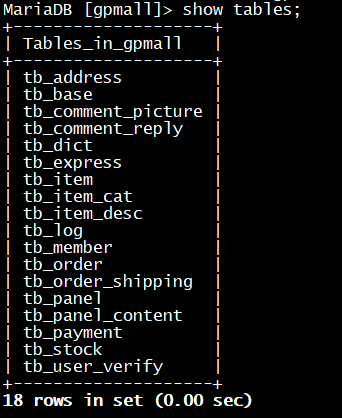 MariaDB [gpmall]> show tables;
+--------------------+
| Tables_in_gpmall   |
+--------------------+
| tb_address         |
| tb_base            |
| tb_comment_picture |
| tb_comment_reply   |
| tb_dict            |
| tb_express         |
| tb_item            |
| tb_item_cat        |
| tb_item_desc       |
| tb_log             |
| tb_member          |
| tb_order           |
| tb_order_shipping  |
| tb_panel           |
| tb_panel_content   |
| tb_payment         |
| tb_stock           |
| tb_user_verify     |
+--------------------+
18 rows in set (0.00 sec)